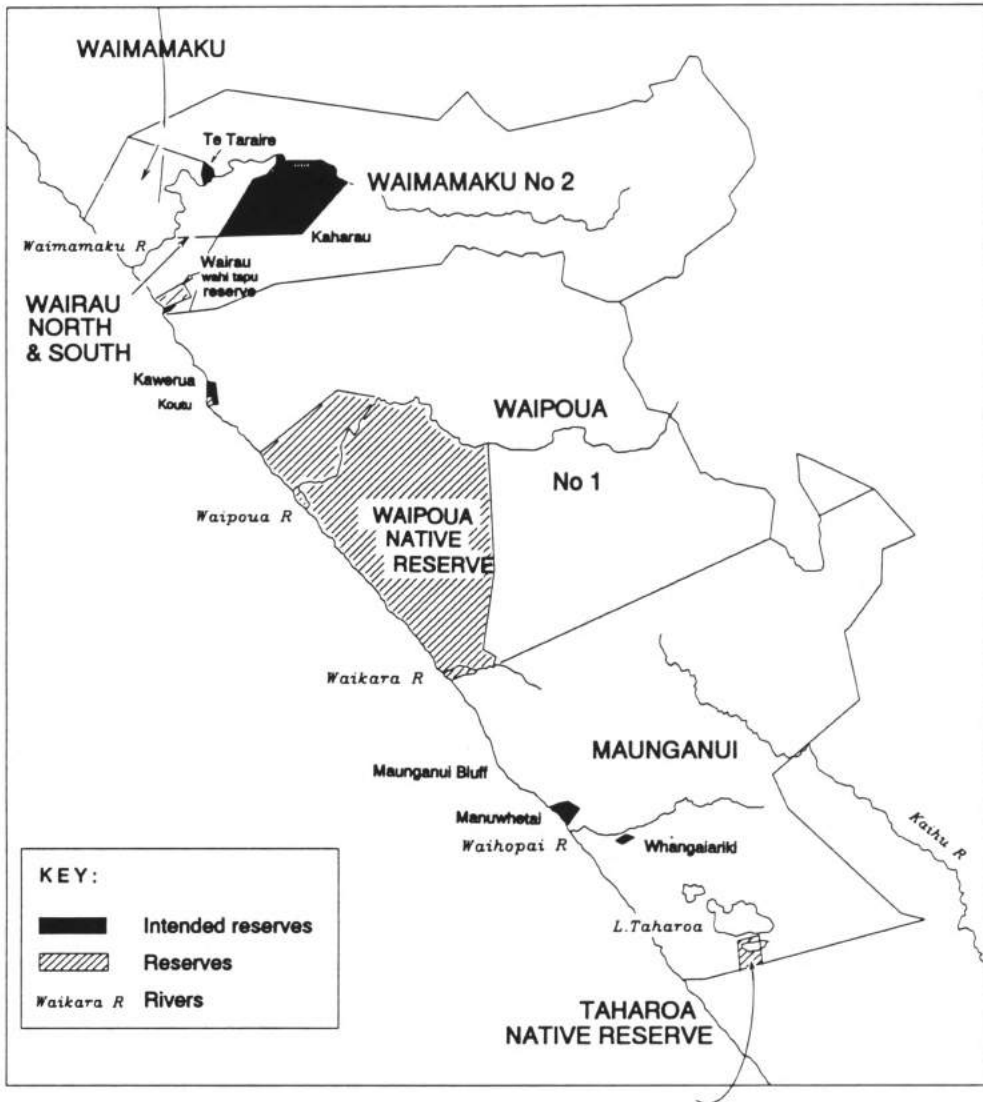 WAIMAMAKU
Te Taraire
WAIMAMAKU No 2
Waimamaku R
Kaharau
Wairau
wahi tapu
reserve
WAIRAU
NORTH
& SOUTH
Kawerua
Koutu
WAIPOUA
No 1
Waipoua R
WAIPOUA
NATIVE
RESERVE
Waikara R
MAUNGANUI
Maunganui Bluff
Manuwhetai
Waihopai R
Whangaiariki
Kaihu R
L.Taharoa
KEY:
Intended reserves
Reserves
Waikara R Rivers
TAHAROA
NATIVE RESERVE